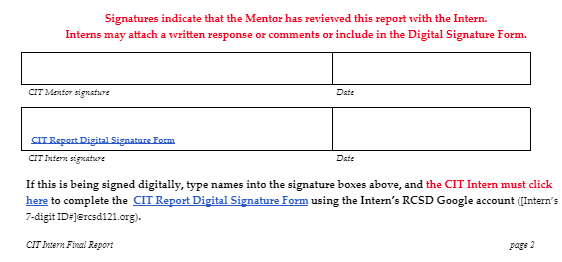 Signatures indicate that the Mentor has reviewed this report with the Intern.
Interns may attach a written response or comments or include in the Digital Signature Form.
CIT Mentor signature Date
CIT Report Digital Signature Form
CIT Intern signature Date
If this is being signed digitally, type names into the signature boxes above, and the CIT Intern must click
here to complete the CIT Report Digital Signature Form using the Intern's RCSD Google account ([Intern's
7-digit ID#]@rcsd121.org).
CIT Intern Final Report page 2